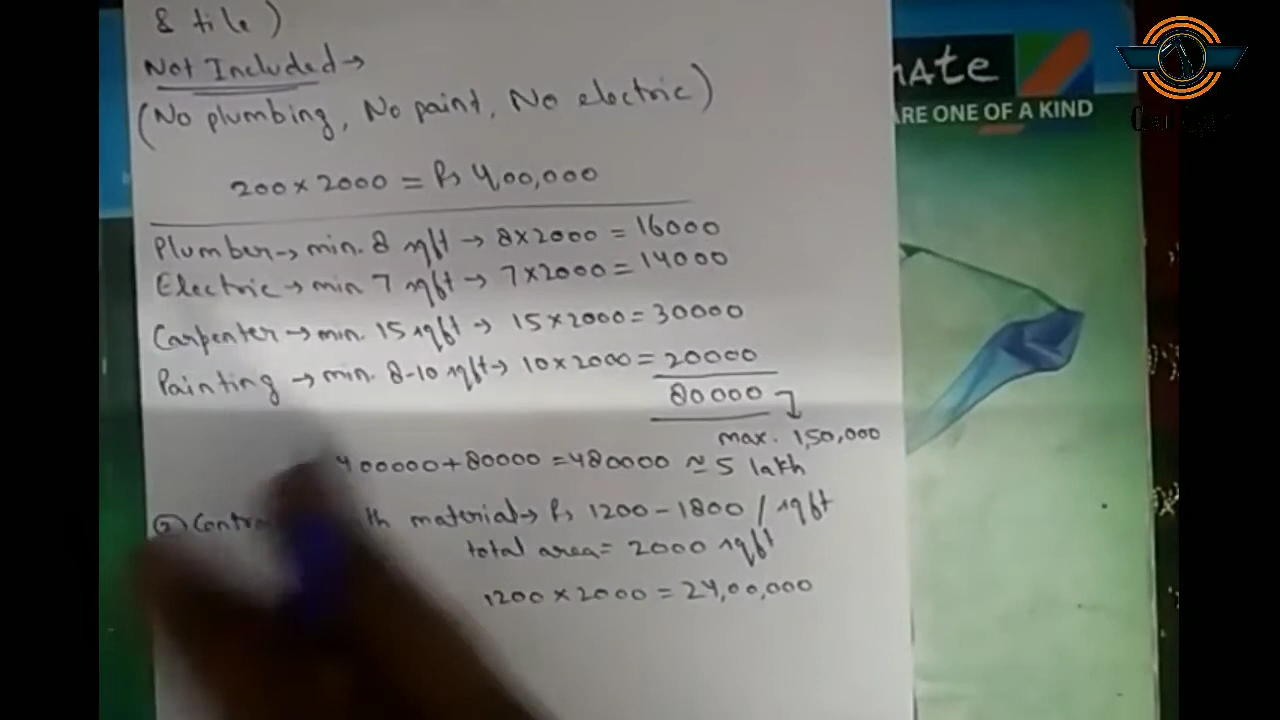 & tile)
Not Included →
(No plumbing, No paint, No electric)
200 × 2000 = Rs 4,00,000
Plumber → min. 8 sqft → 8×2000 = 16000
Electric → min 7 sqft → 7×2000 = 14000
Carpenter → min. 15 sqft → 15×2000 = 30000
Painting → min. 8-10 sqft → 10×2000 = 20000
80000
max. 1,50,000
400000+80000 = 480000 ≈ 5 lakh
② Contra th material → Rs 1200 - 1800 / sqft
total area = 2000 sqft
1200 × 2000 = 24,00,000
ARE ONE OF A KIND